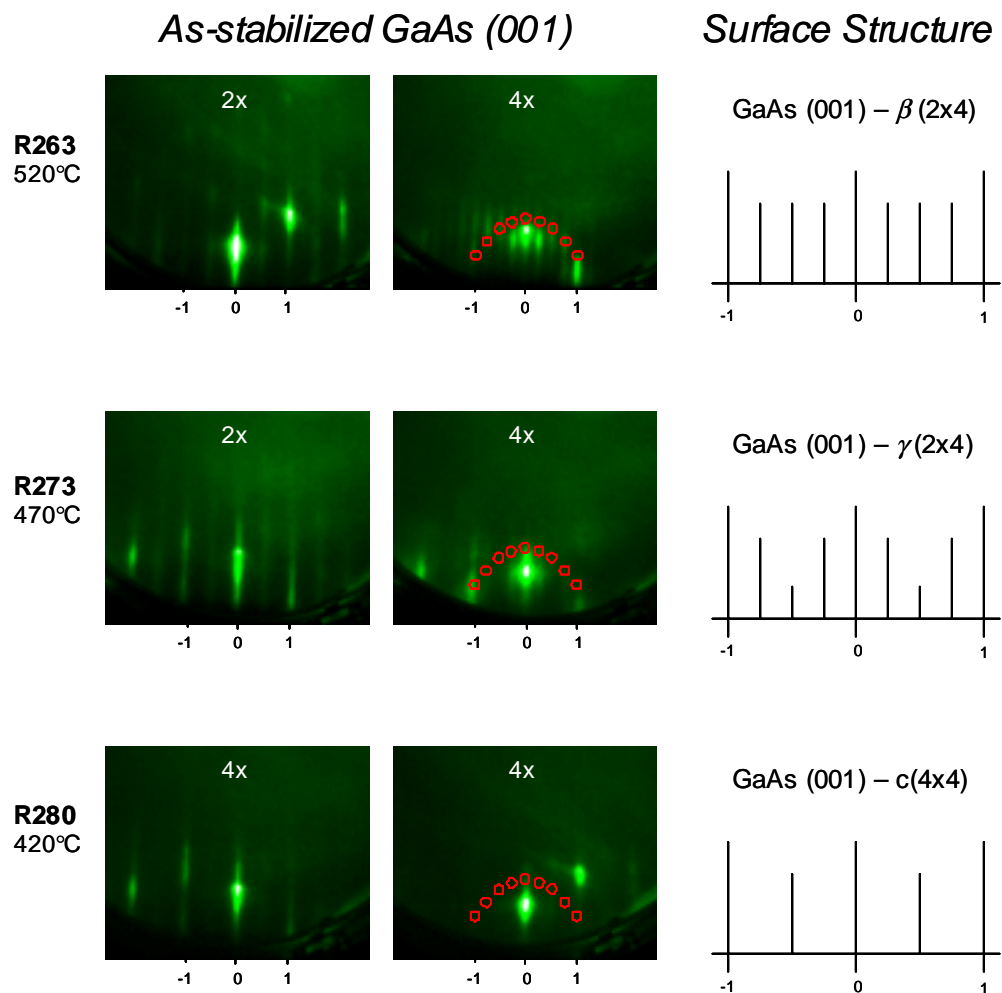 As-stabilized GaAs (001)
Surface Structure
R263
520°C
2x
4x
GaAs (001) – β (2x4)
-1 0 1
-1 0 1
-1 0 1
R273
470°C
2x
4x
GaAs (001) – γ (2x4)
-1 0 1
-1 0 1
-1 0 1
R280
420°C
4x
4x
GaAs (001) – c(4x4)
-1 0 1
-1 0 1
-1 0 1